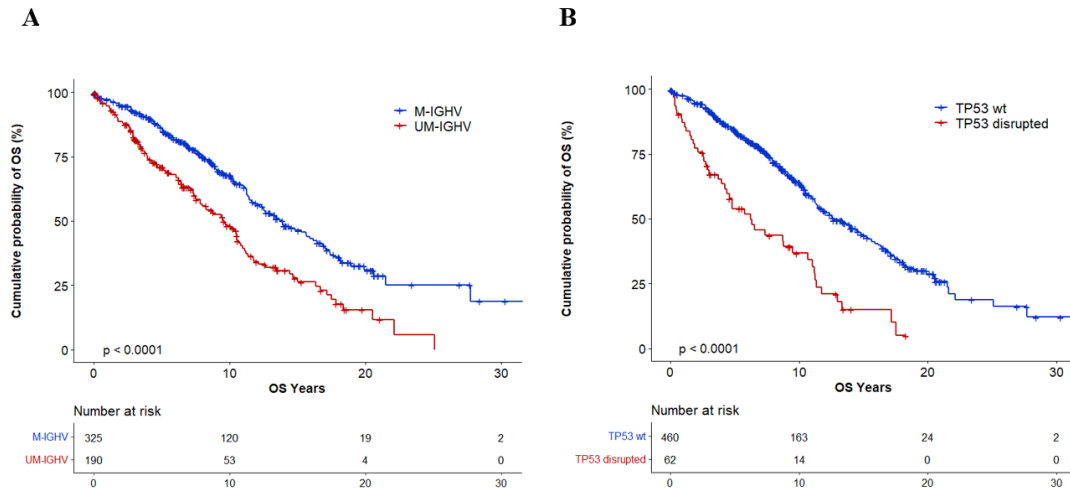 A
Cumulative probability of OS (%)
100
75
50
25
0
M-IGHV
UM-IGHV
p < 0.0001
0 10 20 30
OS Years
Number at risk
M-IGHV 325 120 19 2
UM-IGHV 190 53 4 0
0 10 20 30
B
Cumulative probability of OS (%)
100
75
50
25
0
TP53 wt
TP53 disrupted
p < 0.0001
0 10 20 30
OS Years
Number at risk
TP53 wt 460 163 24 2
TP53 disrupted 62 14 0 0
0 10 20 30